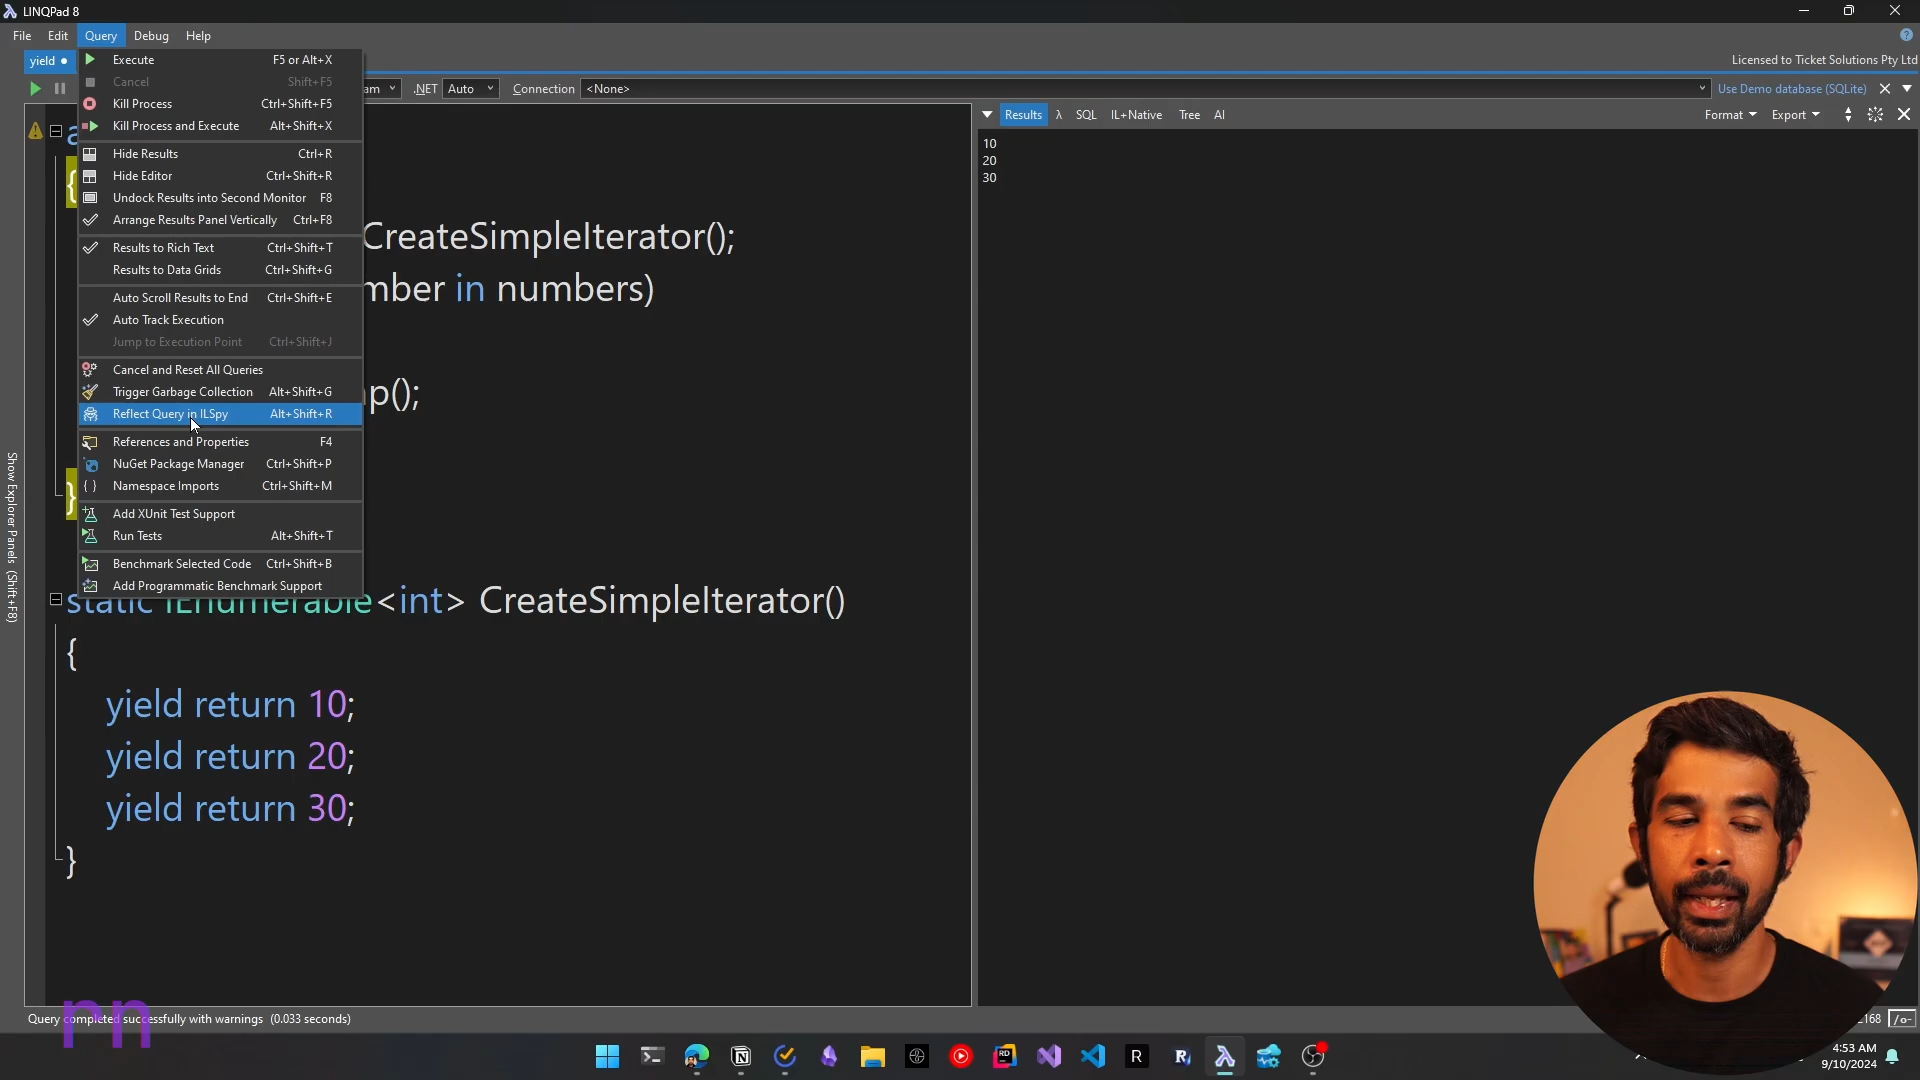 LINQPad 8
File Edit Query Debug Help
yield
Licensed to Ticket Solutions Pty Ltd
am .NET Auto Connection <None> Use Demo database (SQLite)
Execute F5 or Alt+X
Cancel Shift+F5
Kill Process Ctrl+Shift+F5
Kill Process and Execute Alt+Shift+X
Hide Results Ctrl+R
Hide Editor Ctrl+Shift+R
Undock Results into Second Monitor F8
Arrange Results Panel Vertically Ctrl+F8
Results to Rich Text Ctrl+Shift+T
Results to Data Grids Ctrl+Shift+G
Auto Scroll Results to End Ctrl+Shift+E
Auto Track Execution
Jump to Execution Point Ctrl+Shift+J
Cancel and Reset All Queries
Trigger Garbage Collection Alt+Shift+G
Reflect Query in ILSpy Alt+Shift+R
References and Properties F4
NuGet Package Manager Ctrl+Shift+P
Namespace Imports Ctrl+Shift+M
Add XUnit Test Support
Run Tests Alt+Shift+T
Benchmark Selected Code Ctrl+Shift+B
Add Programmatic Benchmark Support
Show Explorer Panels (Shift+F8)
{
CreateSimpleIterator();
mber in numbers)
p();
}
static IEnumerable<int> CreateSimpleIterator()
{
yield return 10;
yield return 20;
yield return 30;
}
Results λ SQL IL+Native Tree AI Format Export
10
20
30
rn
Query completed successfully with warnings (0.033 seconds)
168 /o-
4:53 AM
9/10/2024